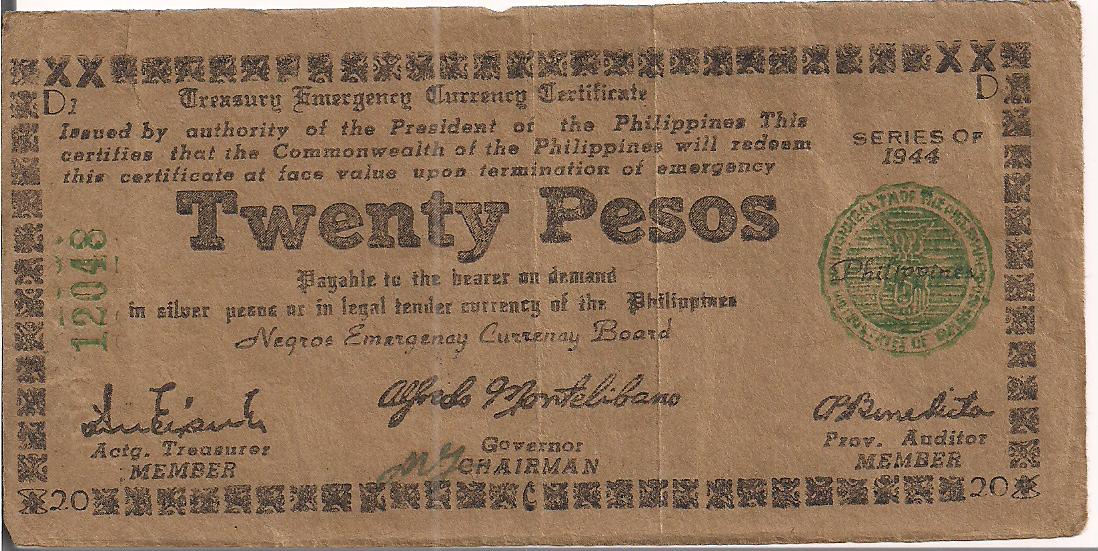 XX XX
D1 Treasury Emergency Currency Certificate D
Issued by authority of the President of the Philippines This
certifies that the Commonwealth of the Philippines will redeem
this certificate at face value upon termination of emergency
SERIES OF
1944
Twenty Pesos
12048
Philippines
Payable to the bearer on demand
in silver pesos or in legal tender currency of the Philippines
Negros Emergency Currency Board
Alfredo Montelibano
Actg. Treasurer
MEMBER
Governor
CHAIRMAN
Prov. Auditor
MEMBER
20 20